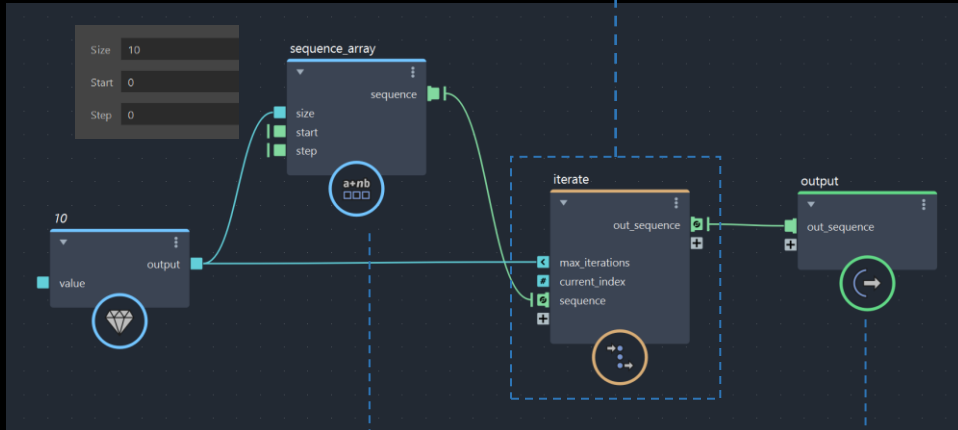 Size 10
Start 0
Step 0
sequence_array
sequence
size
start
step
a+nb
10
output
value
iterate
out_sequence
max_iterations
current_index
sequence
output
out_sequence